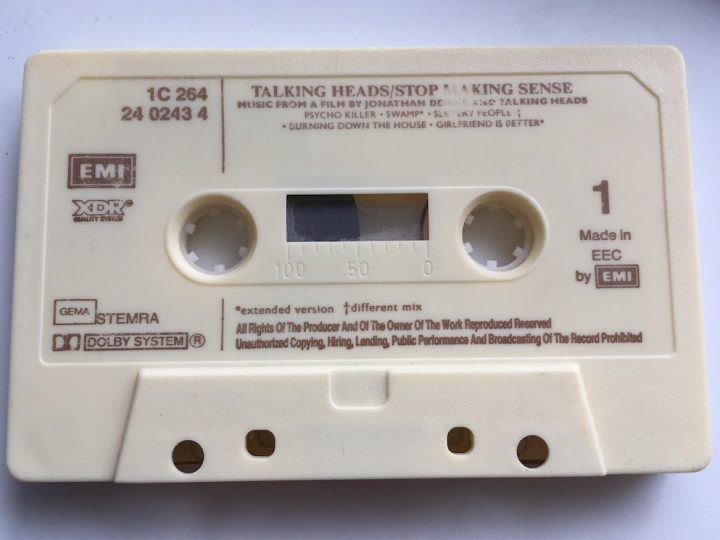 1C 264
24 0243 4
TALKING HEADS/STOP MAKING SENSE
MUSIC FROM A FILM BY JONATHAN DEMME AND TALKING HEADS
PSYCHO KILLER • SWAMP* • SLIPPERY PEOPLE †
• BURNING DOWN THE HOUSE • GIRLFRIEND IS BETTER*
EMI
XDR®
QUALITY SYSTEM
1
Made in
EEC
by EMI
100 50 0
GEMA STEMRA
DOLBY SYSTEM ®
*extended version †different mix
All Rights Of The Producer And Of The Owner Of The Work Reproduced Reserved
Unauthorized Copying, Hiring, Lending, Public Performance And Broadcasting Of The Record Prohibited